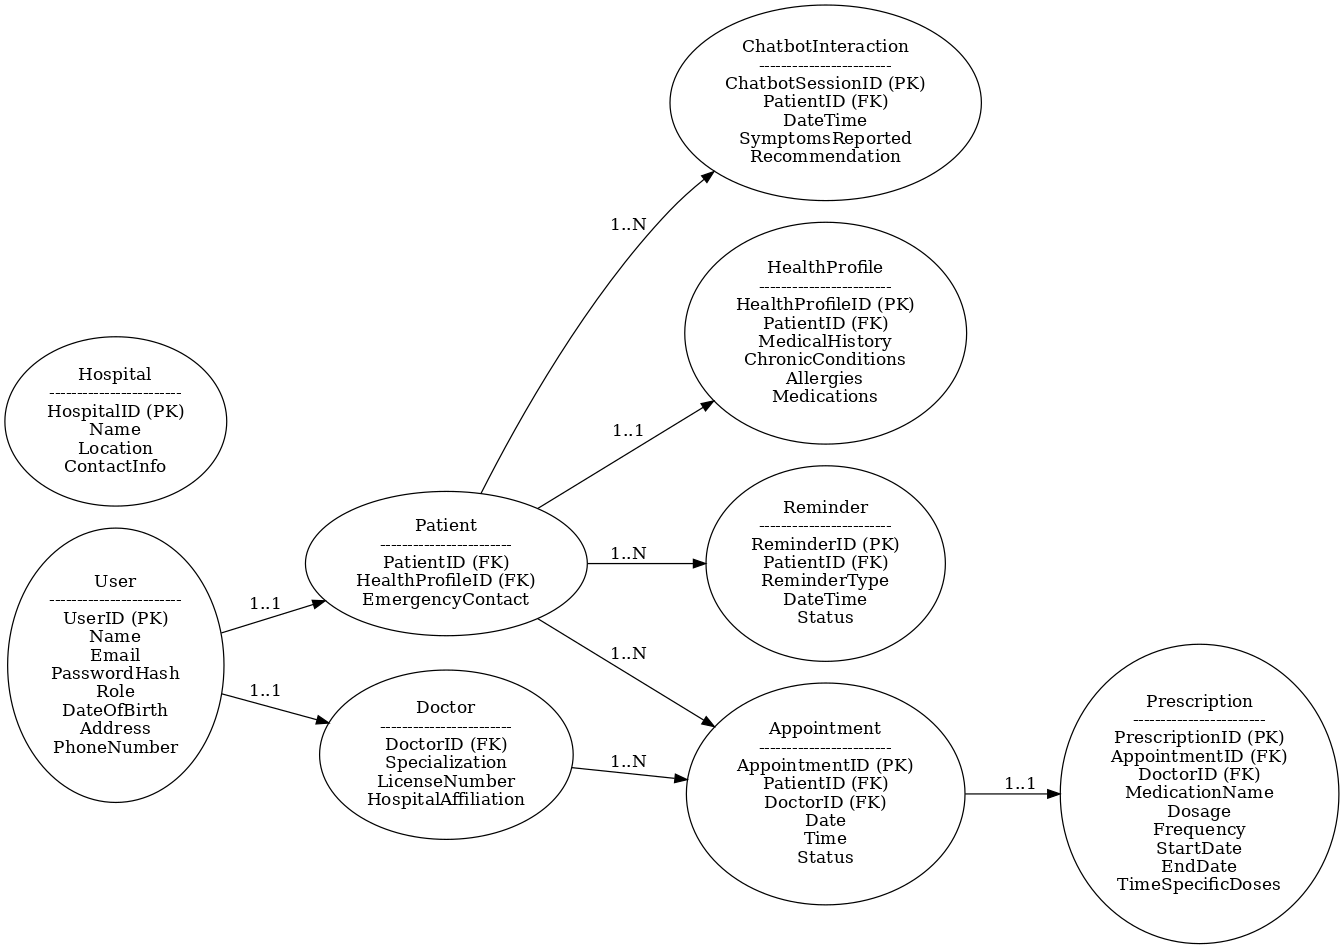 ChatbotInteraction
------------------------
ChatbotSessionID (PK)
PatientID (FK)
DateTime
SymptomsReported
Recommendation
1..N
HealthProfile
------------------------
HealthProfileID (PK)
PatientID (FK)
MedicalHistory
ChronicConditions
Allergies
Medications
1..1
Hospital
------------------------
HospitalID (PK)
Name
Location
ContactInfo
Patient
------------------------
PatientID (FK)
HealthProfileID (FK)
EmergencyContact
1..N
Reminder
------------------------
ReminderID (PK)
PatientID (FK)
ReminderType
DateTime
Status
User
------------------------
UserID (PK)
Name
Email
PasswordHash
Role
DateOfBirth
Address
PhoneNumber
1..1
1..1
1..N
Doctor
------------------------
DoctorID (FK)
Specialization
LicenseNumber
HospitalAffiliation
1..N
Appointment
------------------------
AppointmentID (PK)
PatientID (FK)
DoctorID (FK)
Date
Time
Status
1..1
Prescription
------------------------
PrescriptionID (PK)
AppointmentID (FK)
DoctorID (FK)
MedicationName
Dosage
Frequency
StartDate
EndDate
TimeSpecificDoses